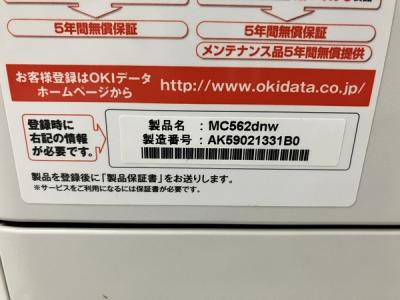 5年間無償保証
5年間無償保証
メンテナンス品5年間無償提供
お客様登録はOKIデータ
ホームページから
http://www.okidata.co.jp/
登録時に
右記の情報
が必要です。
製品名 : MC562dnw
製造番号 : AK59021331B0
製品を登録後に「製品保証書」をお送りします。
※サービスをご利用になるには保証書が必要です。